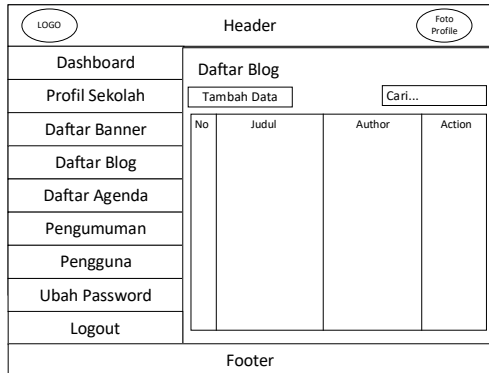 LOGO
Header
Foto
Profile
Dashboard
Profil Sekolah
Daftar Banner
Daftar Blog
Daftar Agenda
Pengumuman
Pengguna
Ubah Password
Logout
Daftar Blog
Tambah Data
Cari...
No Judul Author Action
Footer